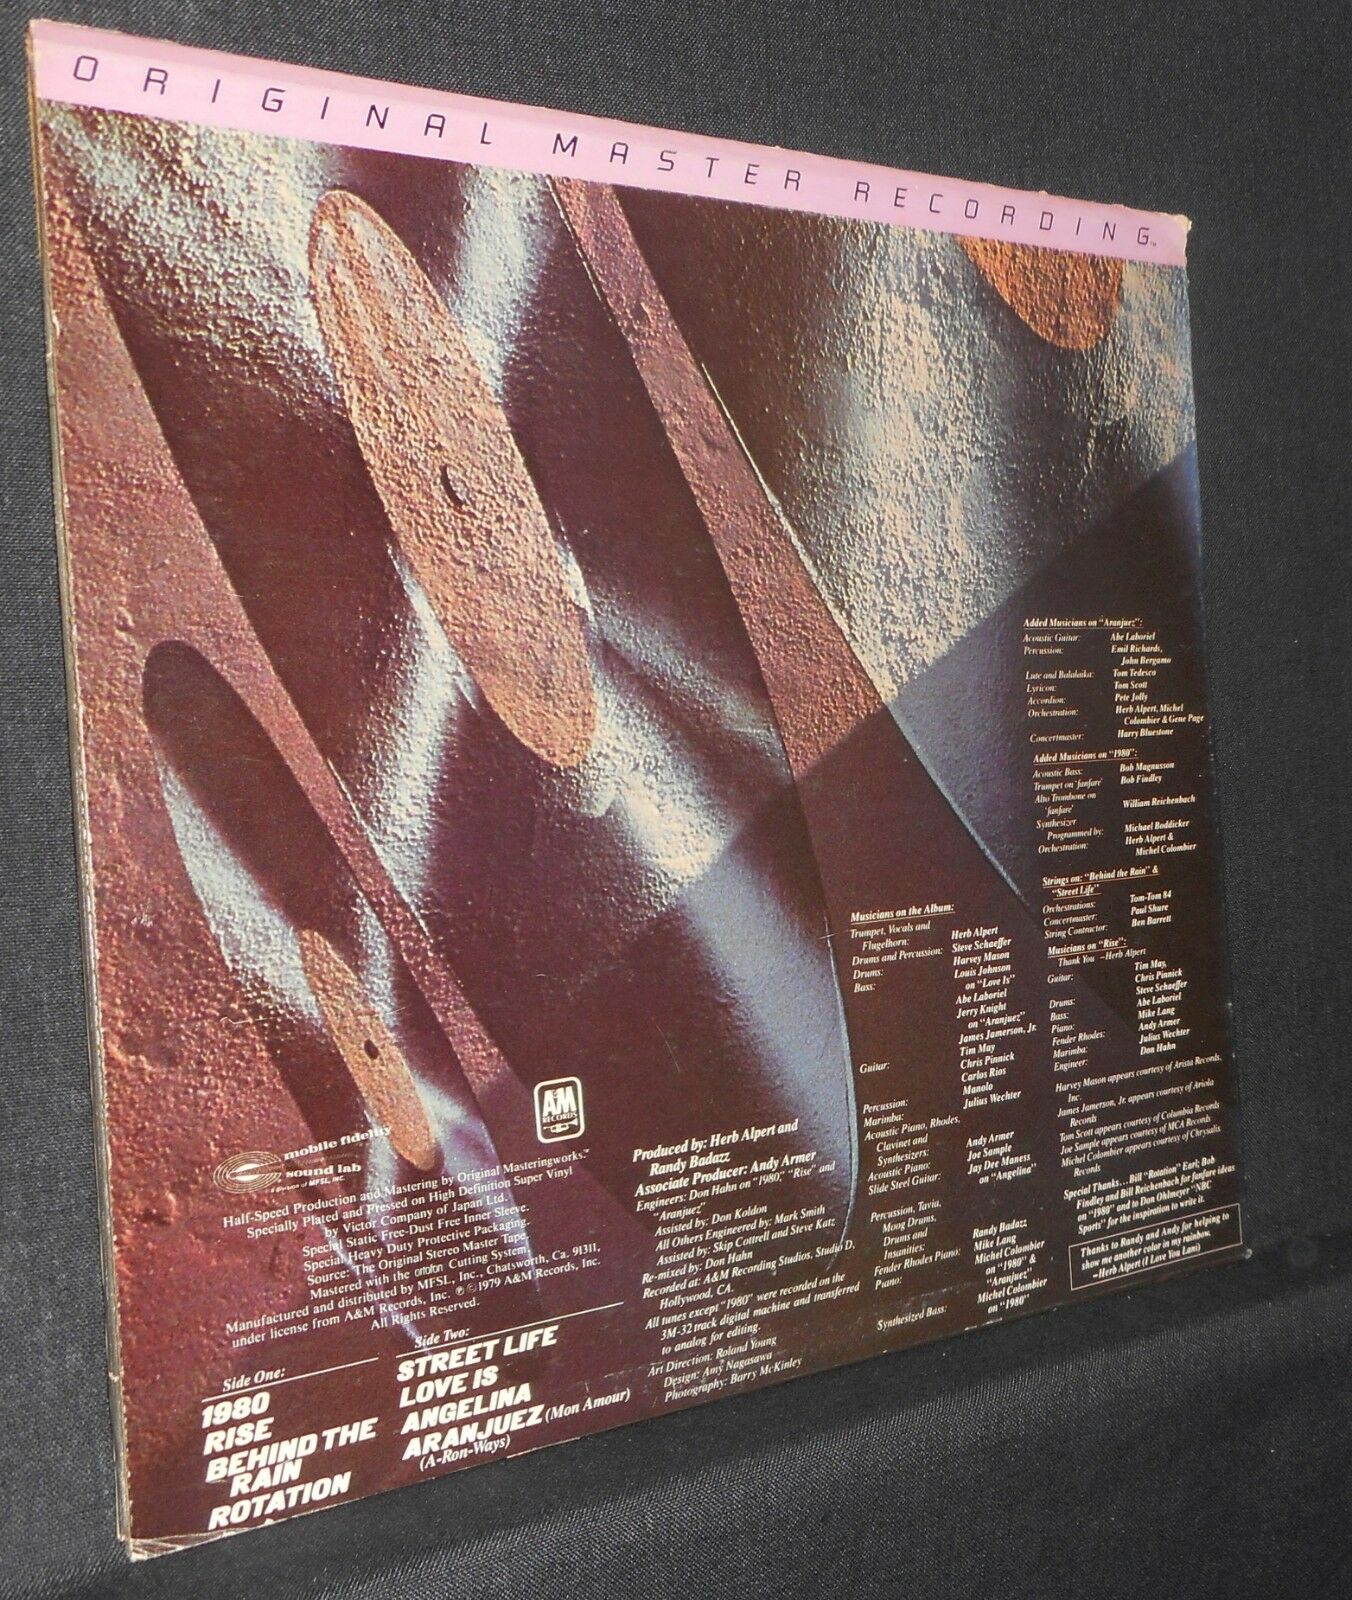 ORIGINAL MASTER RECORDING™
Added Musicians on "Aranjuez":
Acoustic Guitar: Abe Laboriel
Percussion: Emil Richards,
John Bergamo
Lute and Balalaika: Tom Tedesco
Lyricon: Tom Scott
Accordion: Pete Jolly
Orchestration: Herb Alpert, Michel
Colombier & Gene Page
Concertmaster: Harry Bluestone
Added Musicians on "1980":
Acoustic Bass: Bob Magnusson
Trumpet on 'fanfare' Bob Findley
Alto Trombone on
'fanfare' William Reichenbach
Synthesizer
Programmed by: Michael Boddicker
Orchestration: Herb Alpert &
Michel Colombier
Strings on: "Behind the Rain" &
"Street Life"
Orchestrations: Tom-Tom 84
Concertmaster: Paul Shure
String Contractor: Ben Barrett
Musicians on "Rise":
Thank You -Herb Alpert
Guitar: Tim May,
Chris Pinnick
Steve Schaeffer
Drums: Abe Laboriel
Bass: Mike Lang
Piano: Andy Armer
Fender Rhodes: Julius Wechter
Marimba: Don Hahn
Engineer:
Harvey Mason appears courtesy of Arista Records,
Inc.
James Jamerson, Jr. appears courtesy of Ariola
Records
Tom Scott appears courtesy of Columbia Records
Joe Sample appears courtesy of MCA Records
Michel Colombier appears courtesy of Chrysalis
Records
Special Thanks...Bill "Rotation" Earl; Bob
Findley and Bill Reichenbach for fanfare ideas
on "1980" and to Don Ohlmeyer "NBC
Sports" for the inspiration to write it.
Thanks to Randy and Andy for helping to
show me another color in my rainbow.
-Herb Alpert (I Love You Lani)
Musicians on the Album:
Trumpet, Vocals and
Flugelhorn: Herb Alpert
Drums and Percussion: Steve Schaeffer
Drums: Harvey Mason
Bass: Louis Johnson
on "Love Is"
Abe Laboriel
Jerry Knight
on "Aranjuez"
James Jamerson, Jr.
Guitar: Tim May
Chris Pinnick
Carlos Rios
Percussion: Manolo
Marimba: Julius Wechter
Acoustic Piano, Rhodes,
Clavinet and
Synthesizers: Andy Armer
Acoustic Piano: Joe Sample
Slide Steel Guitar: Jay Dee Maness
on "Angelina"
Percussion, Tavia,
Moog Drums,
Drums and
Insanities: Randy Badazz
Fender Rhodes Piano: Mike Lang
Piano: Michel Colombier
on "1980" &
"Aranjuez"
Synthesized Bass: Michel Colombier
on "1980"
A&M
RECORDS
Produced by: Herb Alpert and
Randy Badazz
Associate Producer: Andy Armer
Engineers: Don Hahn on "1980," "Rise" and
"Aranjuez"
Assisted by: Don Koldon
All Others Engineered by: Mark Smith
Assisted by: Skip Cottrell and Steve Katz
Re-mixed by: Don Hahn
Recorded at: A&M Recording Studios, Studio D,
Hollywood, CA.
All tunes except "1980" were recorded on the
3M-32 track digital machine and transferred
to analog for editing.
Art Direction: Roland Young
Design: Amy Nagasawa
Photography: Barry McKinley
mobile fidelity
sound lab
a division of MFSL, INC.
Half-Speed Production and Mastering by Original Masteringworks.™
Specially Plated and Pressed on High Definition Super Vinyl
by Victor Company of Japan Ltd.
Special Static Free-Dust Free Inner Sleeve.
Special Heavy Duty Protective Packaging.
Source: The Original Stereo Master Tape.
Mastered with the ortofon Cutting System.
Manufactured and distributed by MFSL, Inc., Chatsworth, Ca. 91311,
under license from A&M Records, Inc. ℗©1979 A&M Records, Inc.
All Rights Reserved.
Side One:
1980
RISE
BEHIND THE
RAIN
ROTATION
Side Two:
STREET LIFE
LOVE IS
ANGELINA
ARANJUEZ (Mon Amour)
(A-Ron-Ways)